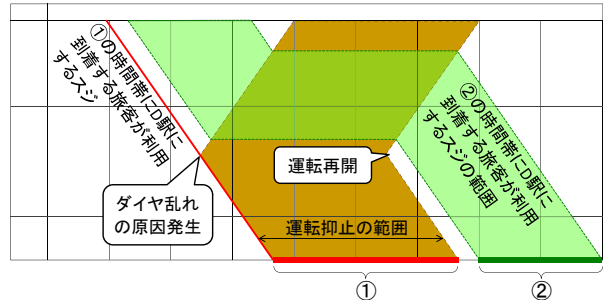 ①の時間帯にD駅に
到着する旅客が利用
するスジ
②の時間帯にD駅に
到着する旅客が利用
するスジの範囲
運転再開
ダイヤ乱れ
の原因発生
運転抑止の範囲
①
②